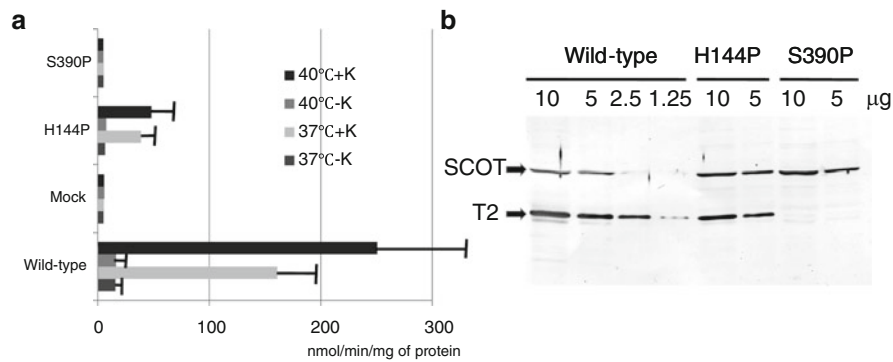 a
S390P
H144P
Mock
Wild-type
40℃+K
40℃-K
37℃+K
37℃-K
0
100
200
300
nmol/min/mg of protein
b
Wild-type H144P S390P
10 5 2.5 1.25 10 5 10 5 μg
SCOT
T2